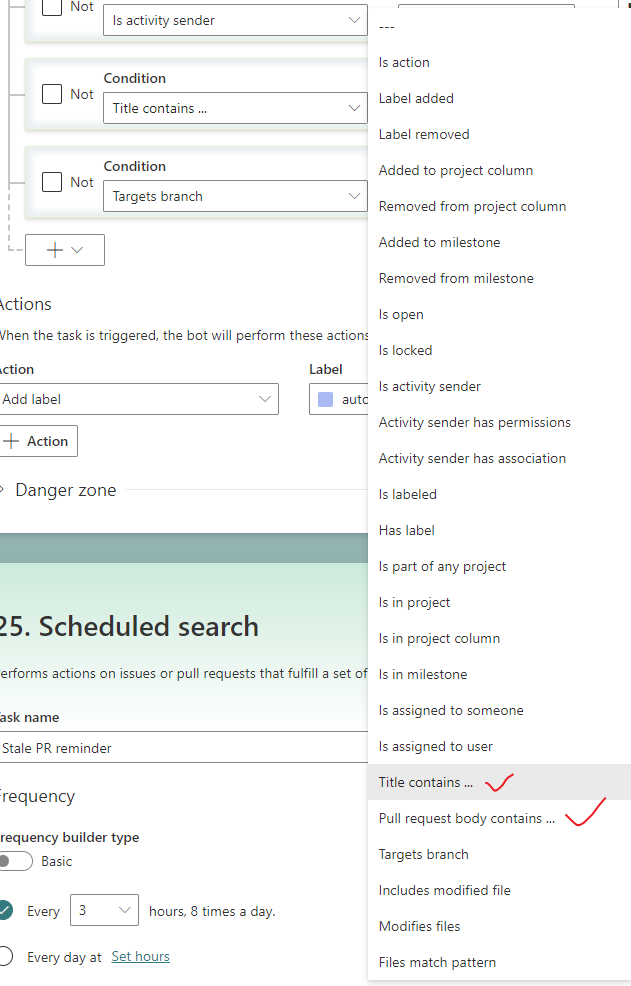 Not
Is activity sender
Condition
Not
Title contains ...
Condition
Not
Targets branch
Actions
When the task is triggered, the bot will perform these actions
Action
Label
Add label
auto
+ Action
Danger zone
25. Scheduled search
Performs actions on issues or pull requests that fulfill a set of
Task name
Stale PR reminder
Frequency
Frequency builder type
Basic
Every 3 hours, 8 times a day.
Every day at Set hours
---
Is action
Label added
Label removed
Added to project column
Removed from project column
Added to milestone
Removed from milestone
Is open
Is locked
Is activity sender
Activity sender has permissions
Activity sender has association
Is labeled
Has label
Is part of any project
Is in project
Is in project column
Is in milestone
Is assigned to someone
Is assigned to user
Title contains ...
Pull request body contains ...
Targets branch
Includes modified file
Modifies files
Files match pattern